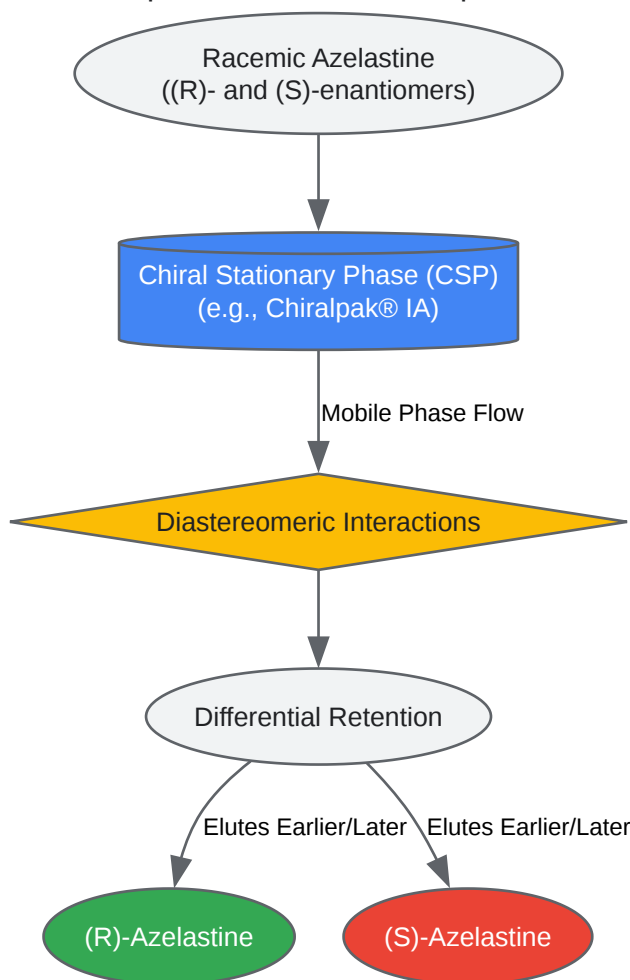 Racemic Azelastine
((R)- and (S)-enantiomers)
Chiral Stationary Phase (CSP)
(e.g., Chiralpak® IA)
Mobile Phase Flow
Diastereomeric Interactions
Differential Retention
Elutes Earlier/Later
Elutes Earlier/Later
(R)-Azelastine
(S)-Azelastine